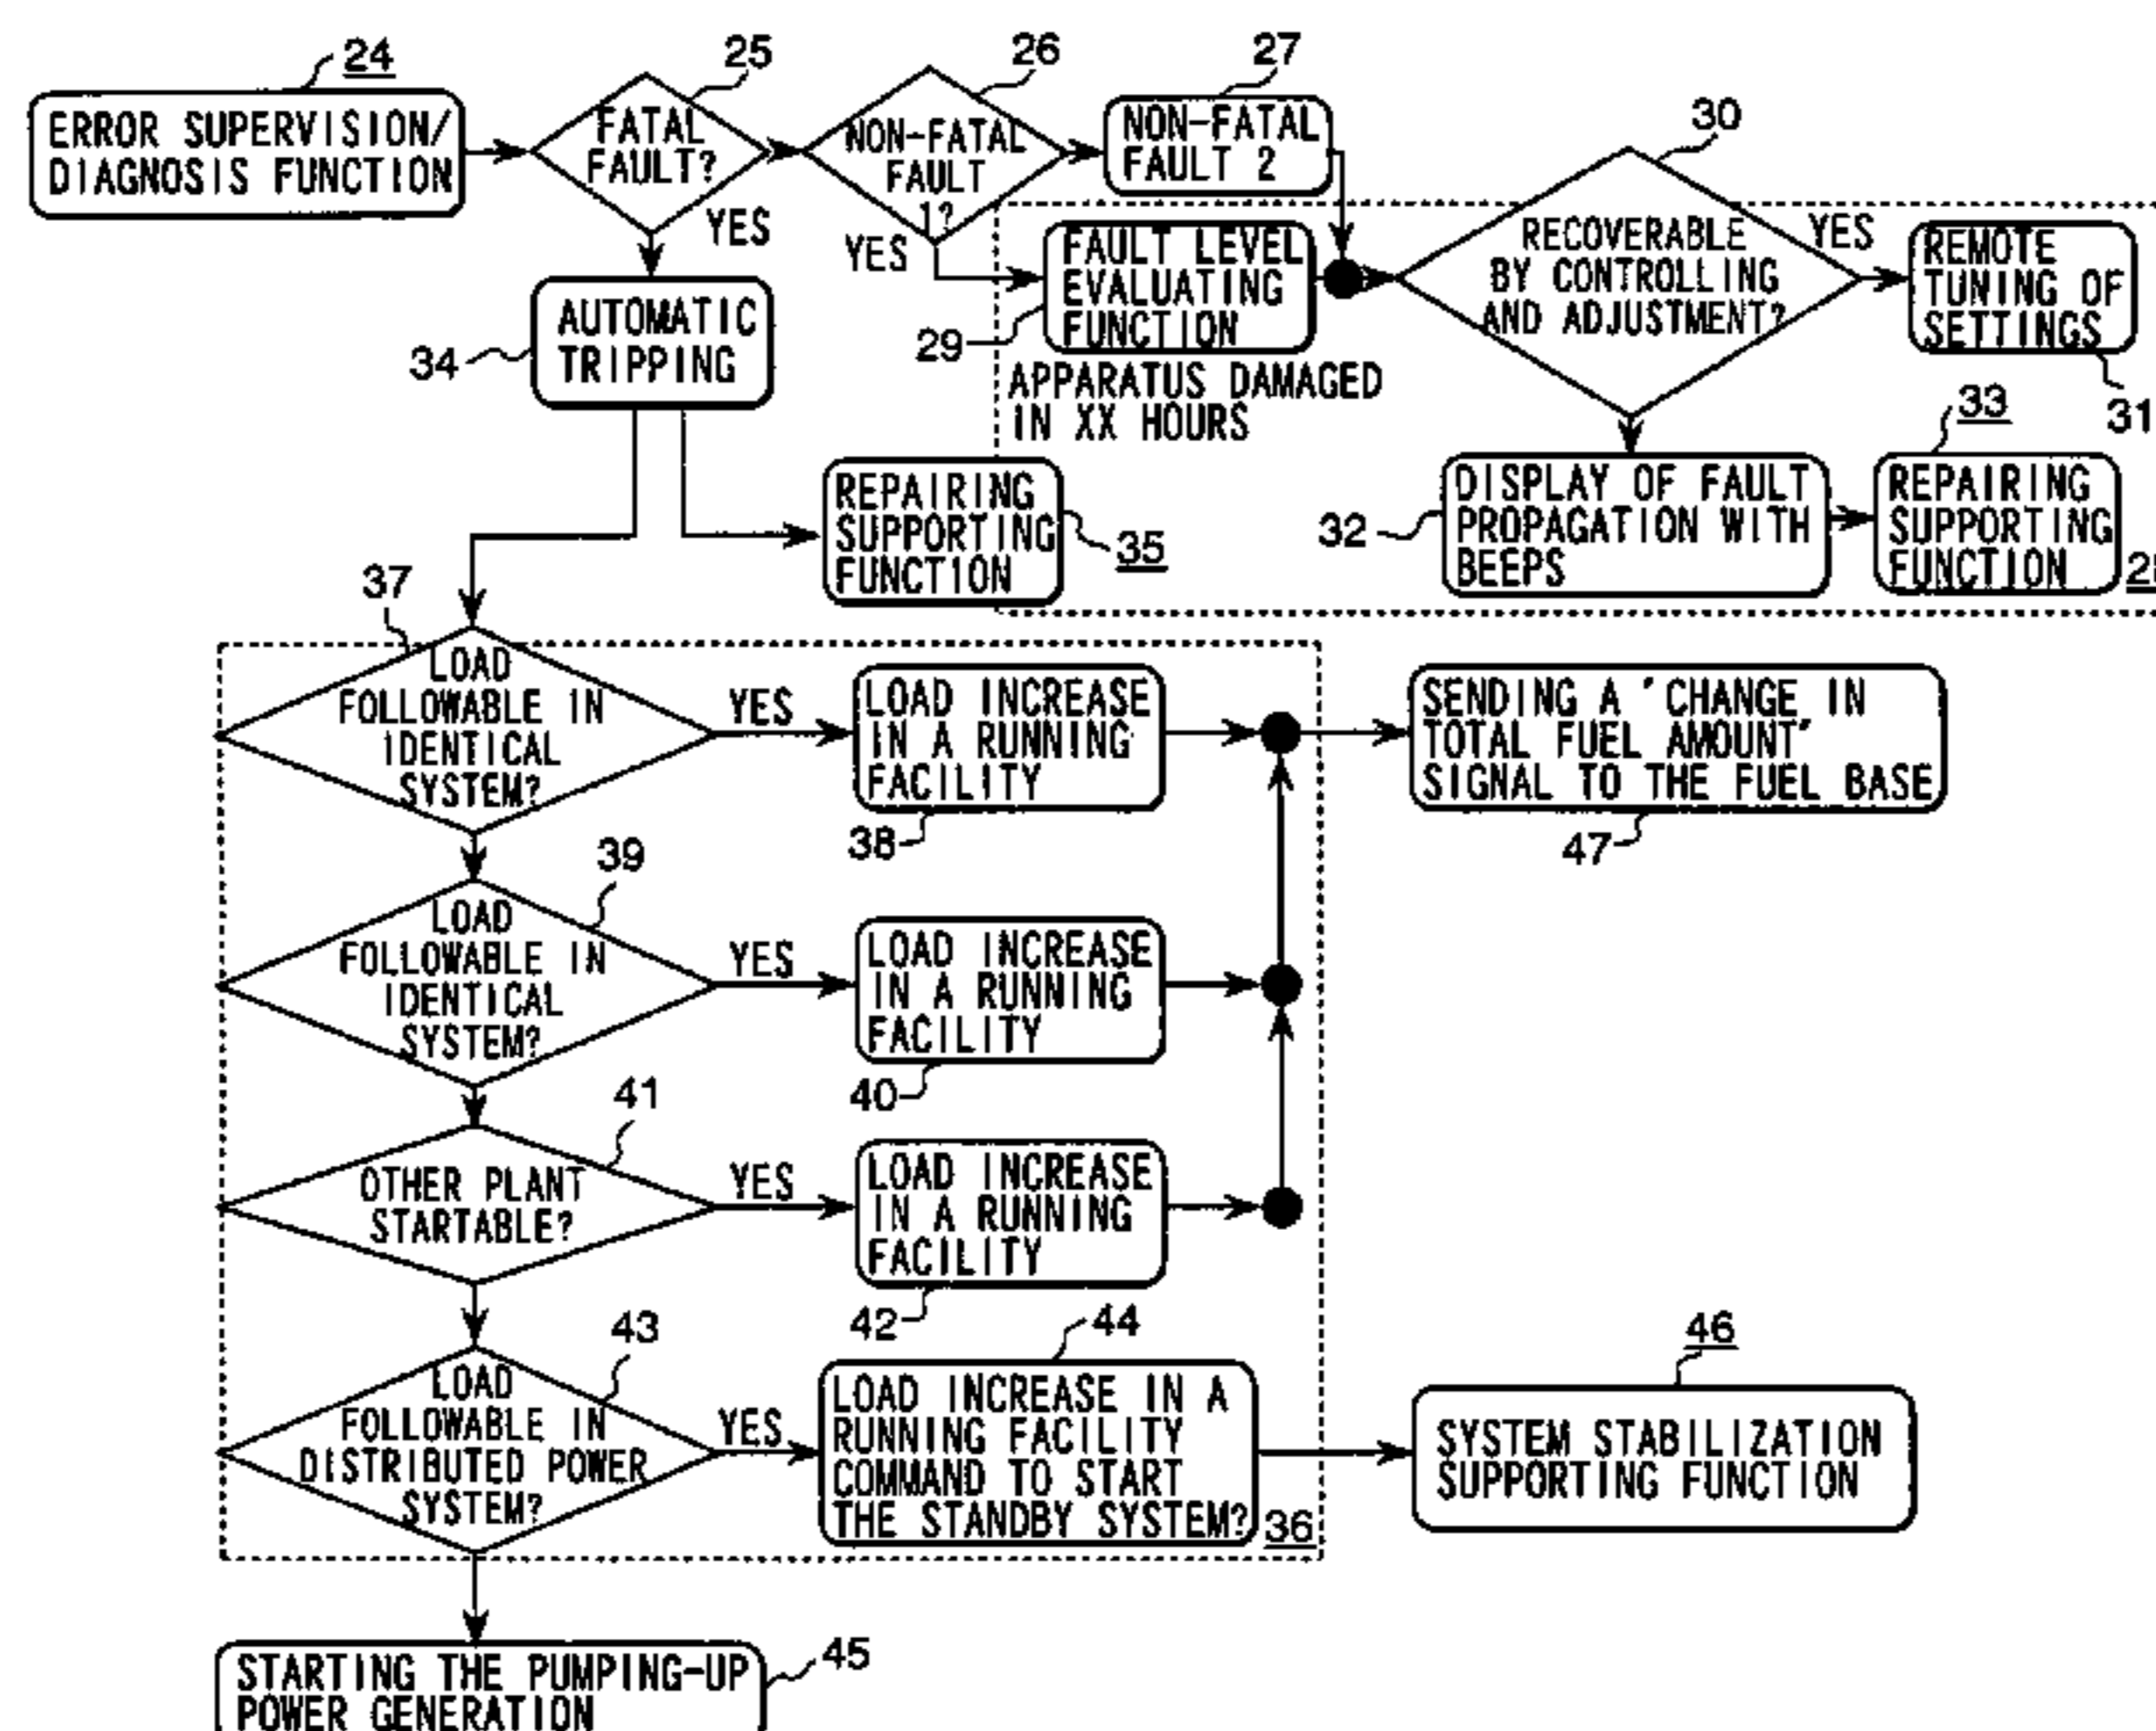 24
25
26
27
30
ERROR SUPERVISION/
DIAGNOSIS FUNCTION
FATAL
FAULT?
YES
NON-FATAL
FAULT
1?
YES
NON-FATAL
FAULT 2
FAULT LEVEL
EVALUATING
FUNCTION
29
APPARATUS DAMAGED
IN XX HOURS
RECOVERABLE
BY CONTROLLING
AND ADJUSTMENT?
YES
REMOTE
TUNING OF
SETTINGS
31
AUTOMATIC
TRIPPING
34
REPAIRING
SUPPORTING
FUNCTION
35
DISPLAY OF FAULT
PROPAGATION WITH
BEEPS
32
33
REPAIRING
SUPPORTING
FUNCTION
37
LOAD
FOLLOWABLE IN
IDENTICAL
SYSTEM?
YES
LOAD INCREASE
IN A RUNNING
FACILITY
38
SENDING A 'CHANGE IN
TOTAL FUEL AMOUNT'
SIGNAL TO THE FUEL BASE
47
39
LOAD
FOLLOWABLE IN
IDENTICAL
SYSTEM?
YES
LOAD INCREASE
IN A RUNNING
FACILITY
40
41
OTHER PLANT
STARTABLE?
YES
LOAD INCREASE
IN A RUNNING
FACILITY
42
43
LOAD
FOLLOWABLE IN
DISTRIBUTED POWER
SYSTEM?
YES
44
LOAD INCREASE IN A
RUNNING FACILITY
COMMAND TO START
THE STANDBY SYSTEM?
36
46
SYSTEM STABILIZATION
SUPPORTING FUNCTION
STARTING THE PUMPING-UP
POWER GENERATION
45